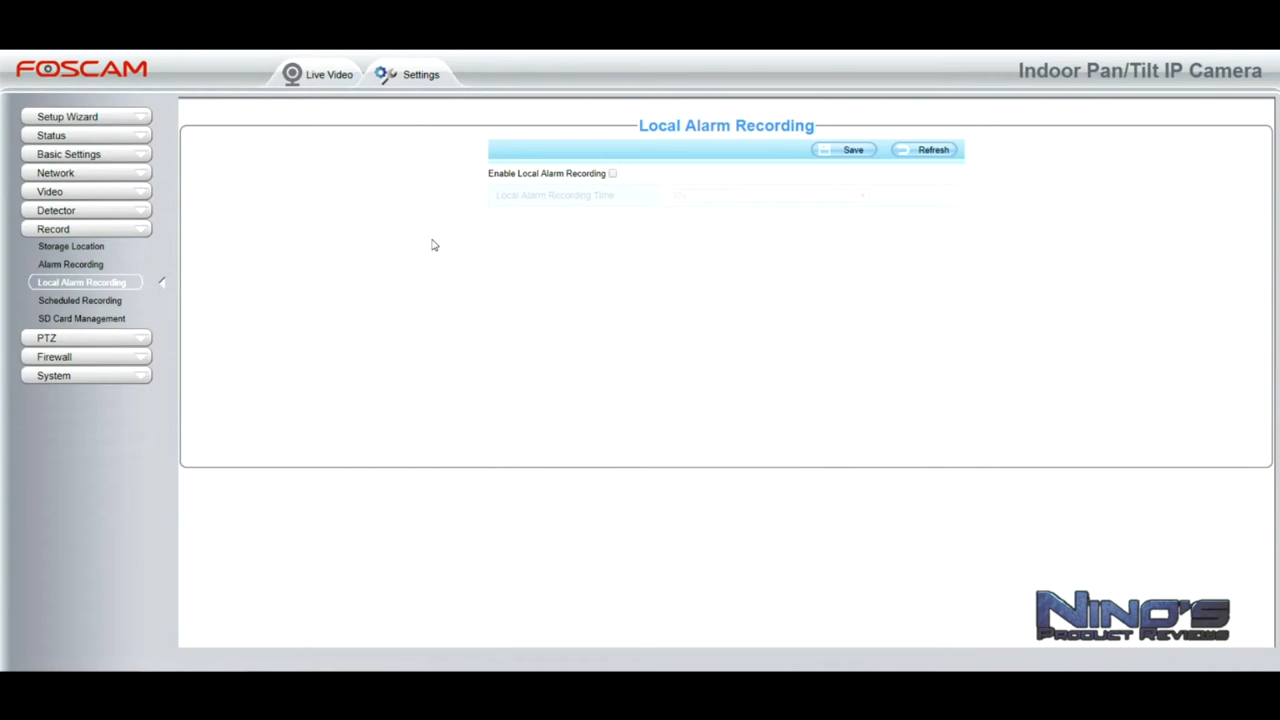 FOSCAM
Live Video
Settings
Indoor Pan/Tilt IP Camera
Setup Wizard
Status
Basic Settings
Network
Video
Detector
Record
Storage Location
Alarm Recording
Local Alarm Recording
Scheduled Recording
SD Card Management
PTZ
Firewall
System
Local Alarm Recording
Save
Refresh
Enable Local Alarm Recording
Local Alarm Recording Time
NINO'S
PRODUCT REVIEWS